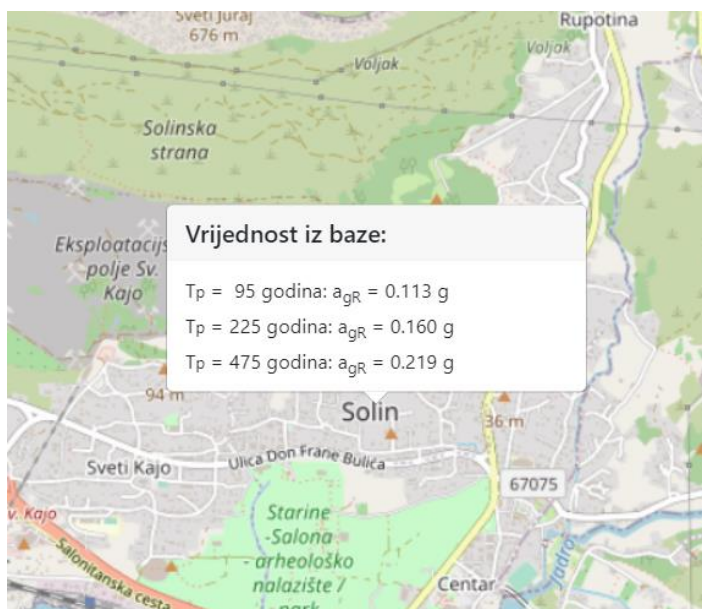 Sveti Juraj
676 m
Rupotina
Voljak
Voljak
Solinska
strana
Eksploatacijs
polje Sv.
Kajo
Vrijednost iz baze:
Tp = 95 godina: agR = 0.113 g
Tp = 225 godina: agR = 0.160 g
Tp = 475 godina: agR = 0.219 g
94 m
Solin
36 m
Sveti Kajo
Ulica Don Frane Bulića
67075
v. Kajo
Starine
-Salona
- arheološko
nalazište /
park
Salonitanska cesta
Centar
Jadro